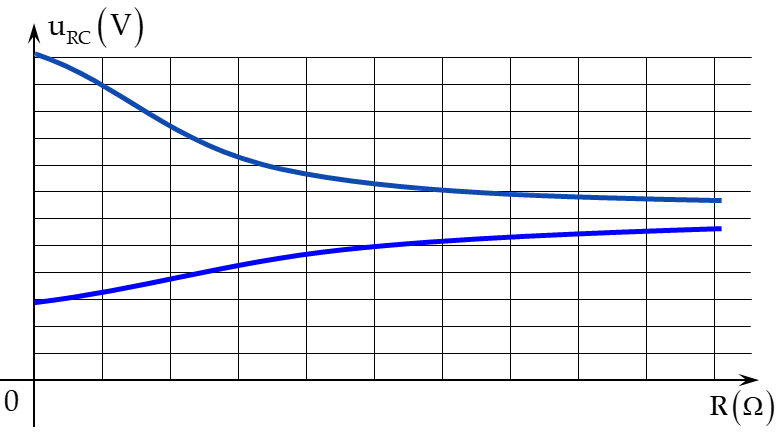 u_RC (V)
0
R(Ω)